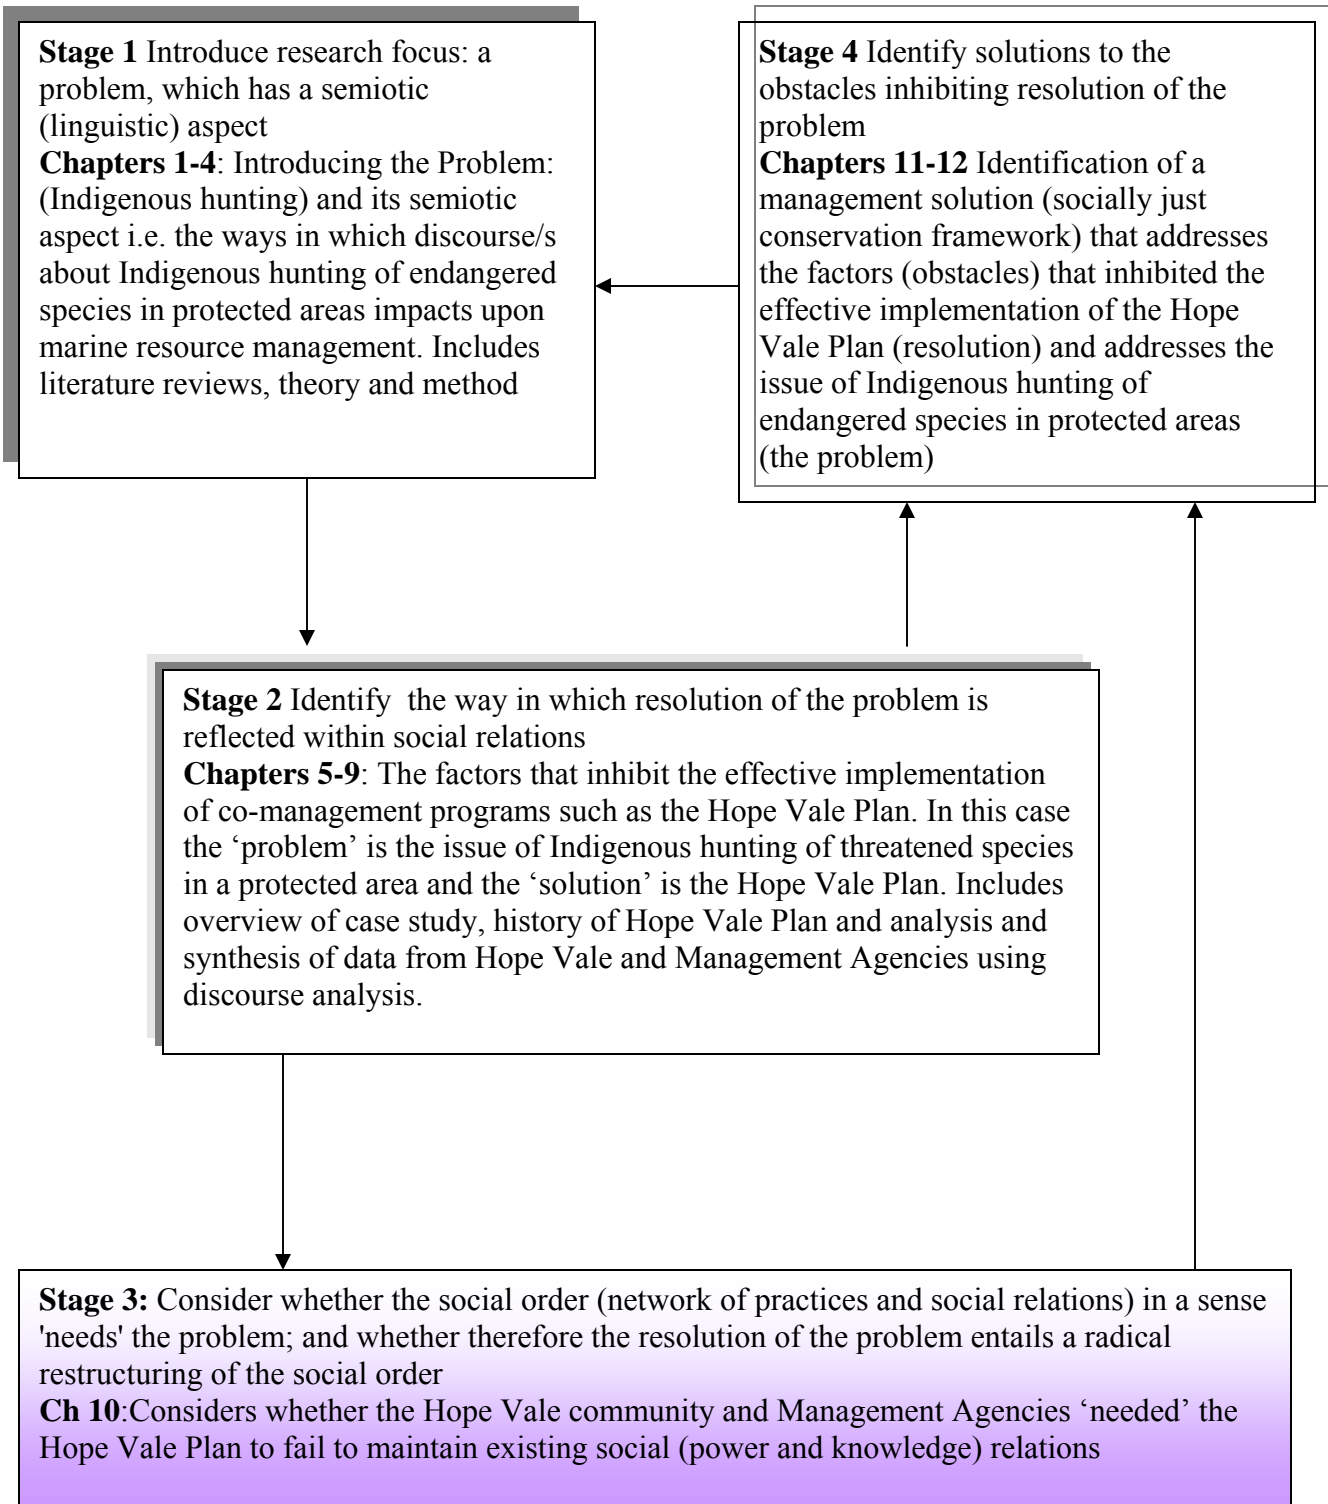 Stage 1 Introduce research focus: a
problem, which has a semiotic
(linguistic) aspect
Chapters 1-4: Introducing the Problem:
(Indigenous hunting) and its semiotic
aspect i.e. the ways in which discourse/s
about Indigenous hunting of endangered
species in protected areas impacts upon
marine resource management. Includes
literature reviews, theory and method
Stage 4 Identify solutions to the
obstacles inhibiting resolution of the
problem
Chapters 11-12 Identification of a
management solution (socially just
conservation framework) that addresses
the factors (obstacles) that inhibited the
effective implementation of the Hope
Vale Plan (resolution) and addresses the
issue of Indigenous hunting of
endangered species in protected areas
(the problem)
Stage 2 Identify  the way in which resolution of the problem is
reflected within social relations
Chapters 5-9: The factors that inhibit the effective implementation
of co-management programs such as the Hope Vale Plan. In this case
the ‘problem’ is the issue of Indigenous hunting of threatened species
in a protected area and the ‘solution’ is the Hope Vale Plan. Includes
overview of case study, history of Hope Vale Plan and analysis and
synthesis of data from Hope Vale and Management Agencies using
discourse analysis.
Stage 3: Consider whether the social order (network of practices and social relations) in a sense
'needs' the problem; and whether therefore the resolution of the problem entails a radical
restructuring of the social order
Ch 10:Considers whether the Hope Vale community and Management Agencies ‘needed’ the
Hope Vale Plan to fail to maintain existing social (power and knowledge) relations